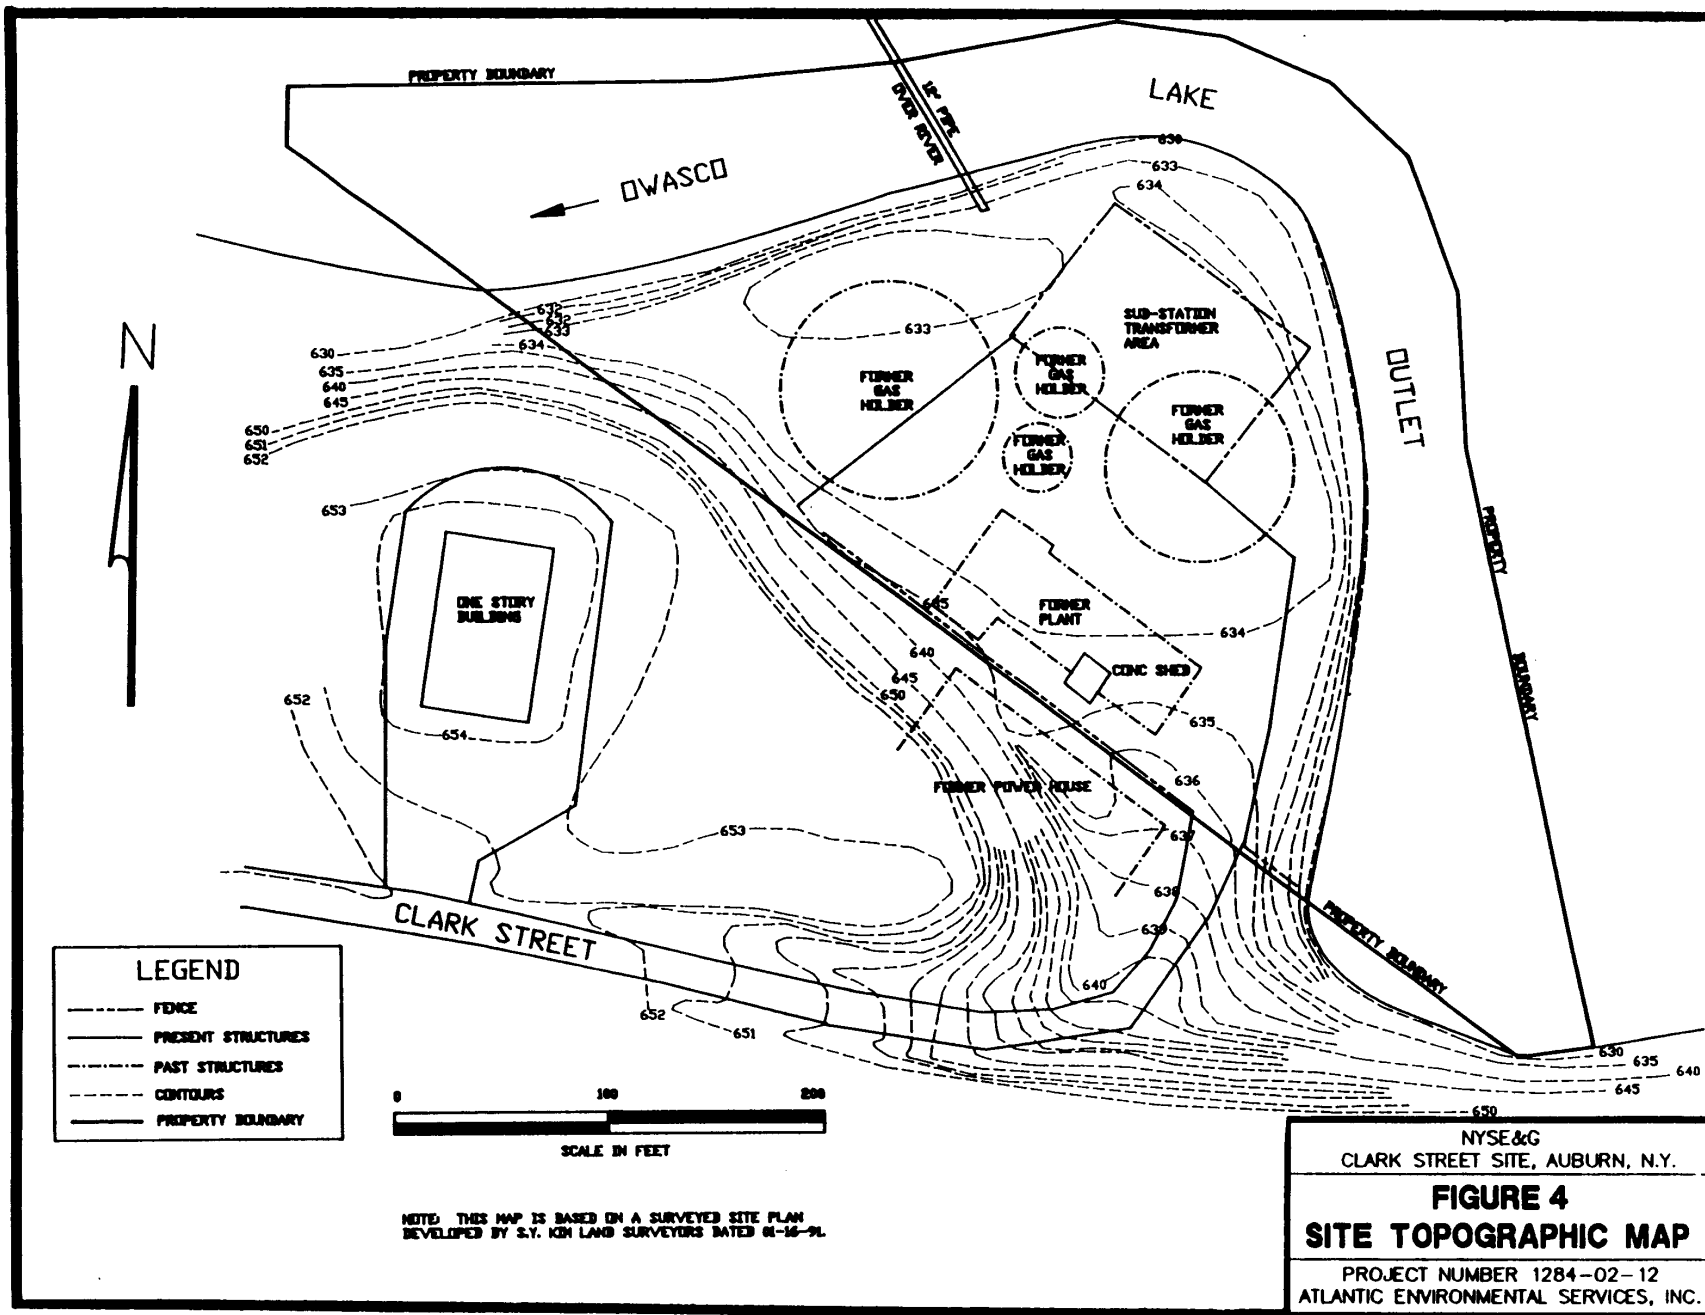 PROPERTY BOUNDARY
12" PIPE
OVER RIVER
LAKE
OWASCO
630
633
634
N
SUB-STATION
TRANSFORMER
AREA
632
632
633
634
633
630
635
640
645
650
651
652
FORMER
GAS
HOLDER
FORMER
GAS
HOLDER
FORMER
GAS
HOLDER
FORMER
GAS
HOLDER
OUTLET
653
PROPERTY
BOUNDARY
ONE STORY
BUILDING
645
FORMER
PLANT
634
640
645
650
CONC SHED
652
654
635
636
FORMER POWER HOUSE
653
637
638
639
640
PROPERTY BOUNDARY
CLARK STREET
652
651
630
635
640
645
650
LEGEND
FENCE
PRESENT STRUCTURES
PAST STRUCTURES
CONTOURS
PROPERTY BOUNDARY
0 100 200
SCALE IN FEET
NOTE: THIS MAP IS BASED ON A SURVEYED SITE PLAN
DEVELOPED BY S.Y. KIM LAND SURVEYORS DATED 01-16-91.
NYSE&G
CLARK STREET SITE, AUBURN, N.Y.
FIGURE 4
SITE TOPOGRAPHIC MAP
PROJECT NUMBER 1284-02-12
ATLANTIC ENVIRONMENTAL SERVICES, INC.